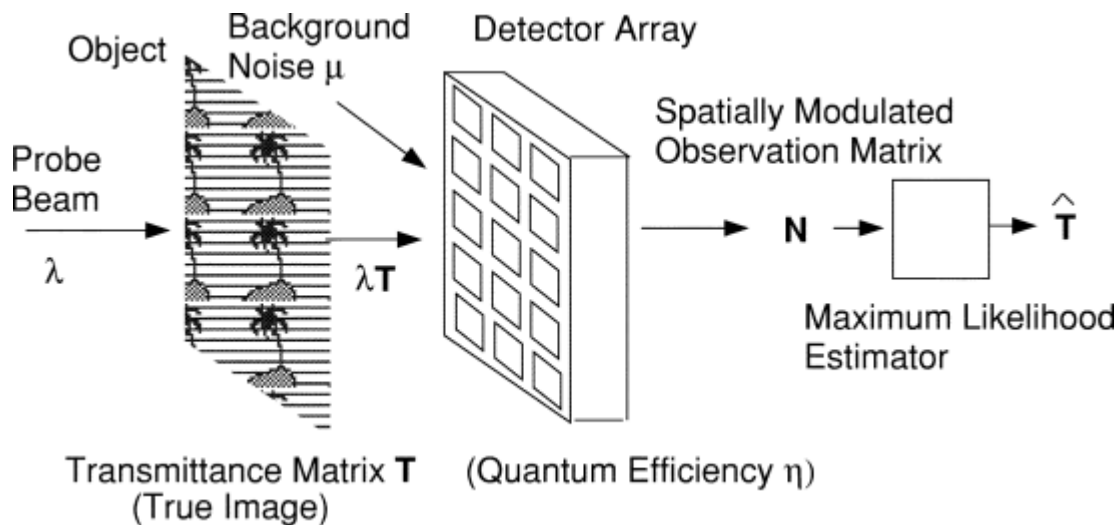 Object
Background
Noise μ
Detector Array
Spatially Modulated
Observation Matrix
Probe
Beam
λ
λT
N
T̂
Maximum Likelihood
Estimator
Transmittance Matrix T
(True Image)
(Quantum Efficiency η)